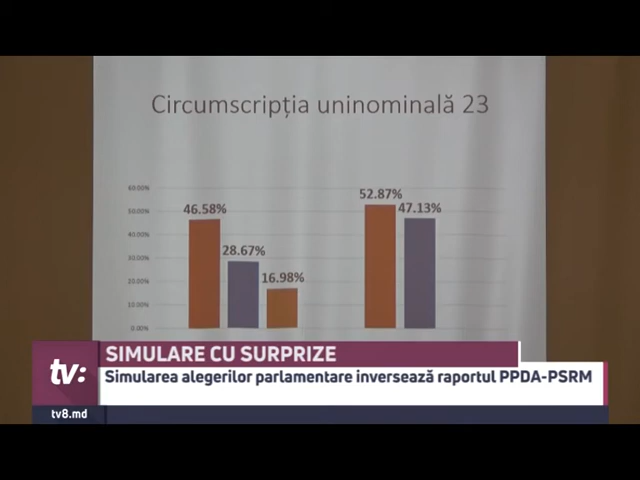 Circumscripția uninominală 23
60.00%
50.00%
40.00%
30.00%
20.00%
10.00%
0.00%
46.58%
28.67%
16.98%
52.87%
47.13%
tv:
SIMULARE CU SURPRIZE
Simularea alegerilor parlamentare inversează raportul PPDA-PSRM
tv8.md